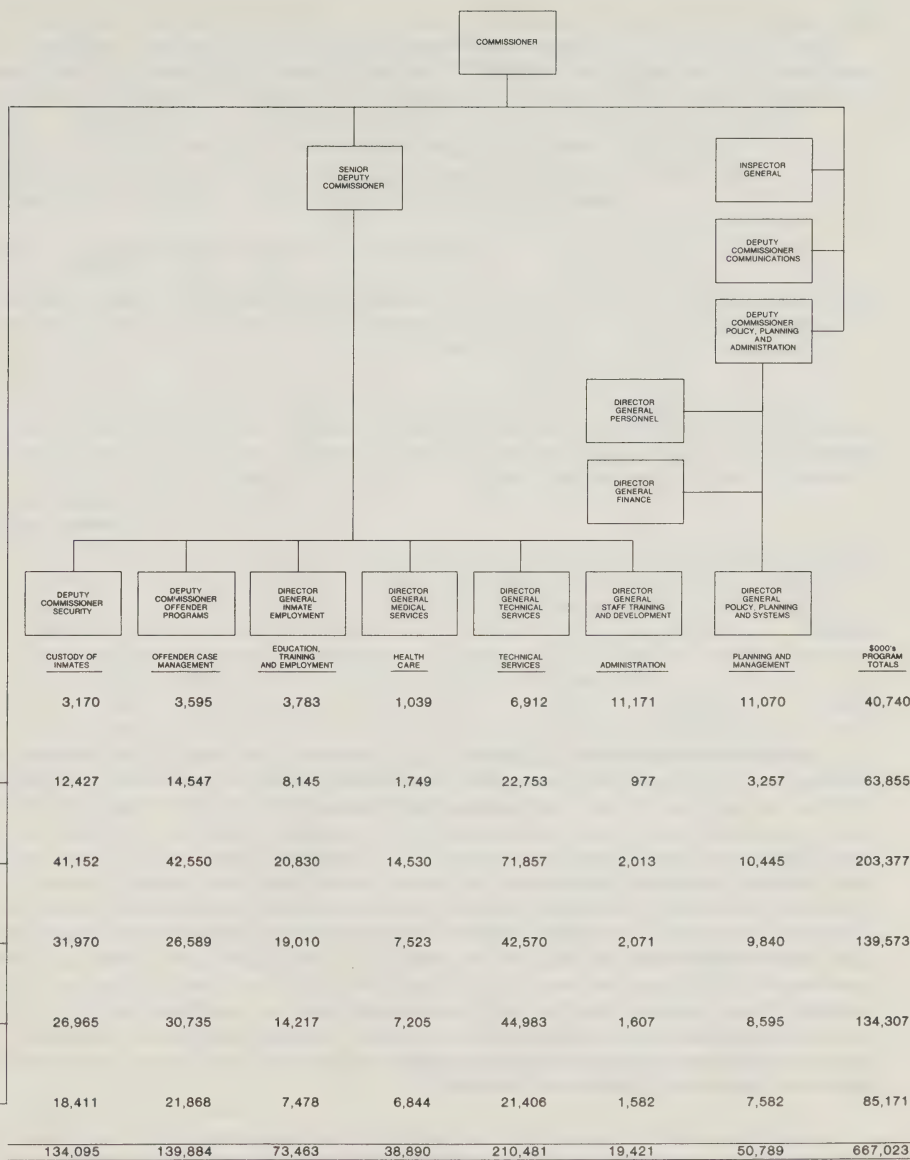 COMMISSIONER
SENIOR
DEPUTY
COMMISSIONER
INSPECTOR
GENERAL
DEPUTY
COMMISSIONER
COMMUNICATIONS
DEPUTY
COMMISSIONER
POLICY, PLANNING
AND
ADMINISTRATION
DIRECTOR
GENERAL
PERSONNEL
DIRECTOR
GENERAL
FINANCE
DEPUTY
COMMISSIONER
SECURITY
DEPUTY
COMMISSIONER
OFFENDER
PROGRAMS
DIRECTOR
GENERAL
INMATE
EMPLOYMENT
DIRECTOR
GENERAL
MEDICAL
SERVICES
DIRECTOR
GENERAL
TECHNICAL
SERVICES
DIRECTOR
GENERAL
STAFF TRAINING
AND DEVELOPMENT
DIRECTOR
GENERAL
POLICY, PLANNING
AND SYSTEMS
CUSTODY OF
INMATES
OFFENDER CASE
MANAGEMENT
EDUCATION,
TRAINING
AND EMPLOYMENT
HEALTH
CARE
TECHNICAL
SERVICES
ADMINISTRATION
PLANNING AND
MANAGEMENT
$000's
PROGRAM
TOTALS
3,170 3,595 3,783 1,039 6,912 11,171 11,070 40,740
12,427 14,547 8,145 1,749 22,753 977 3,257 63,855
41,152 42,550 20,830 14,530 71,857 2,013 10,445 203,377
31,970 26,589 19,010 7,523 42,570 2,071 9,840 139,573
26,965 30,735 14,217 7,205 44,983 1,607 8,595 134,307
18,411 21,868 7,478 6,844 21,406 1,582 7,582 85,171
134,095 139,884 73,463 38,890 210,481 19,421 50,789 667,023